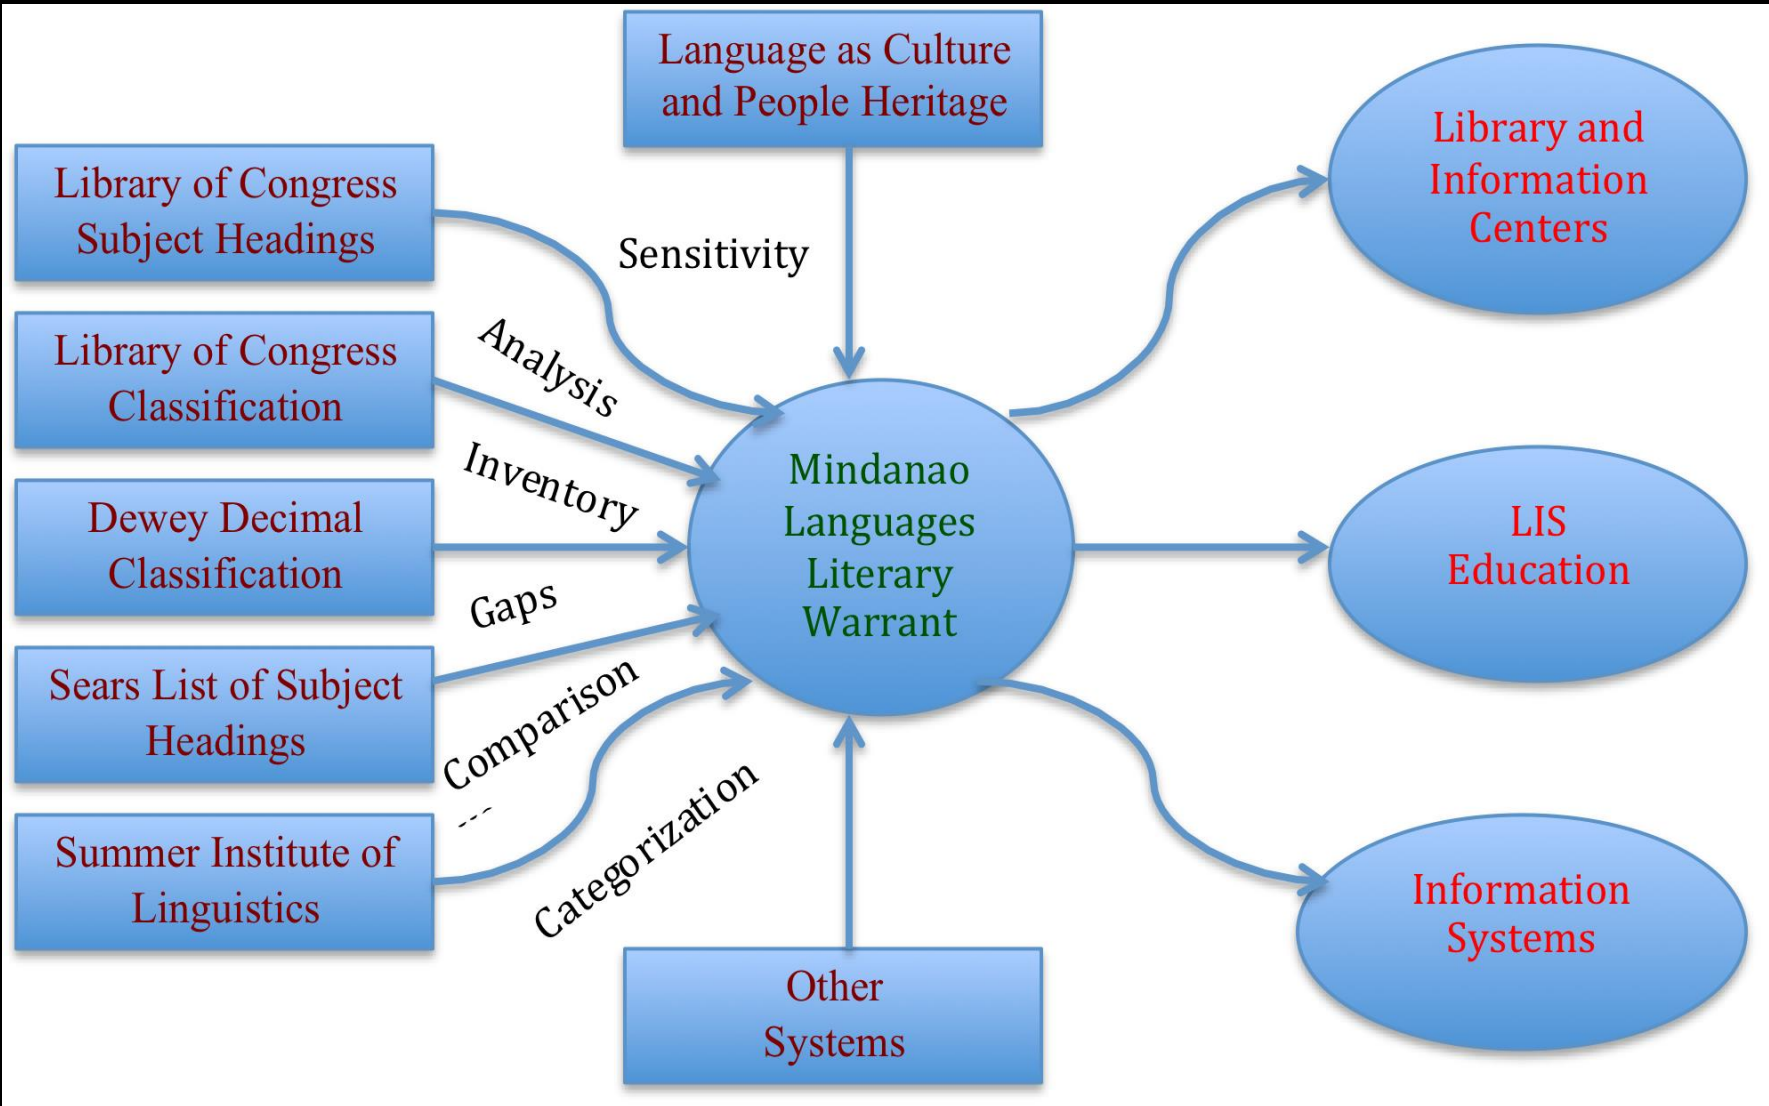 Language as Culture
and People Heritage
Library of Congress
Subject Headings
Library of Congress
Classification
Dewey Decimal
Classification
Sears List of Subject
Headings
Summer Institute of
Linguistics
Sensitivity
Analysis
Inventory
Gaps
Comparison
---
Categorization
Mindanao
Languages
Literary
Warrant
Other
Systems
Library and
Information
Centers
LIS
Education
Information
Systems